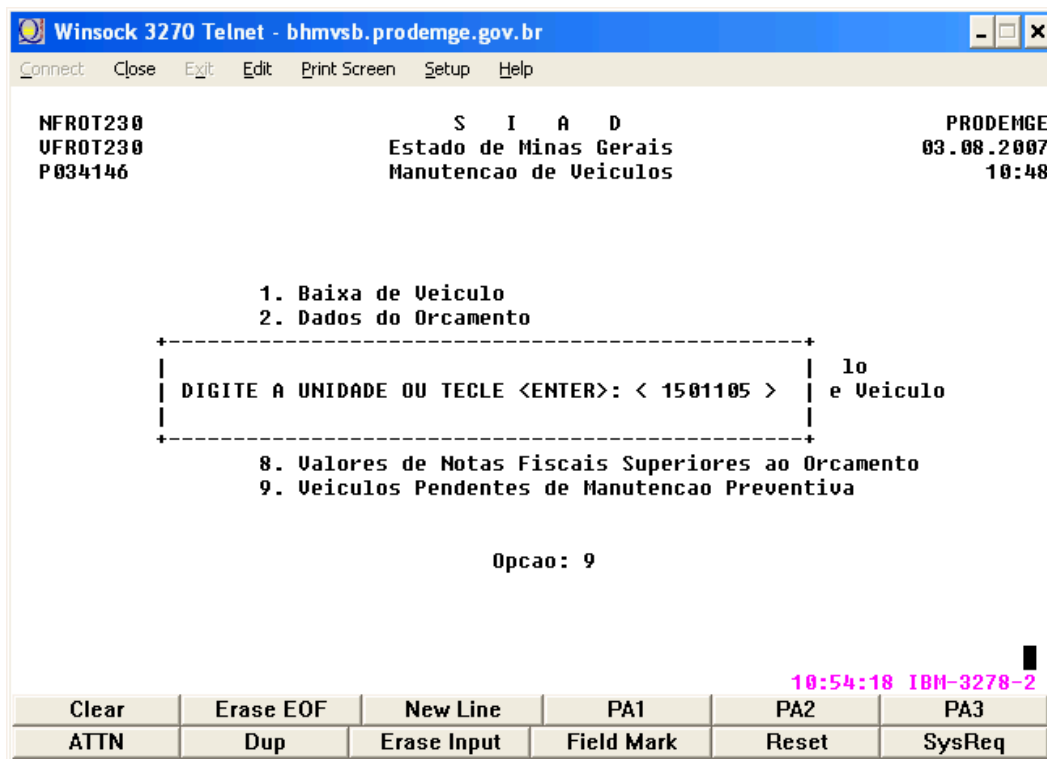 Winsock 3270 Telnet - bhmvsb.prodemge.gov.br
Connect Close Exit Edit Print Screen Setup Help
NFROT230 S I A D PRODEMGE
VFROT230 Estado de Minas Gerais 03.08.2007
P034146 Manutencao de Veiculos 10:48
1. Baixa de Veiculo
2. Dados do Orcamento
lo
DIGITE A UNIDADE OU TECLE <ENTER>: < 1501105 > e Veiculo
8. Valores de Notas Fiscais Superiores ao Orcamento
9. Veiculos Pendentes de Manutencao Preventiva
Opcao: 9
10:54:18 IBM-3278-2
Clear Erase EOF New Line PA1 PA2 PA3
ATTN Dup Erase Input Field Mark Reset SysReq